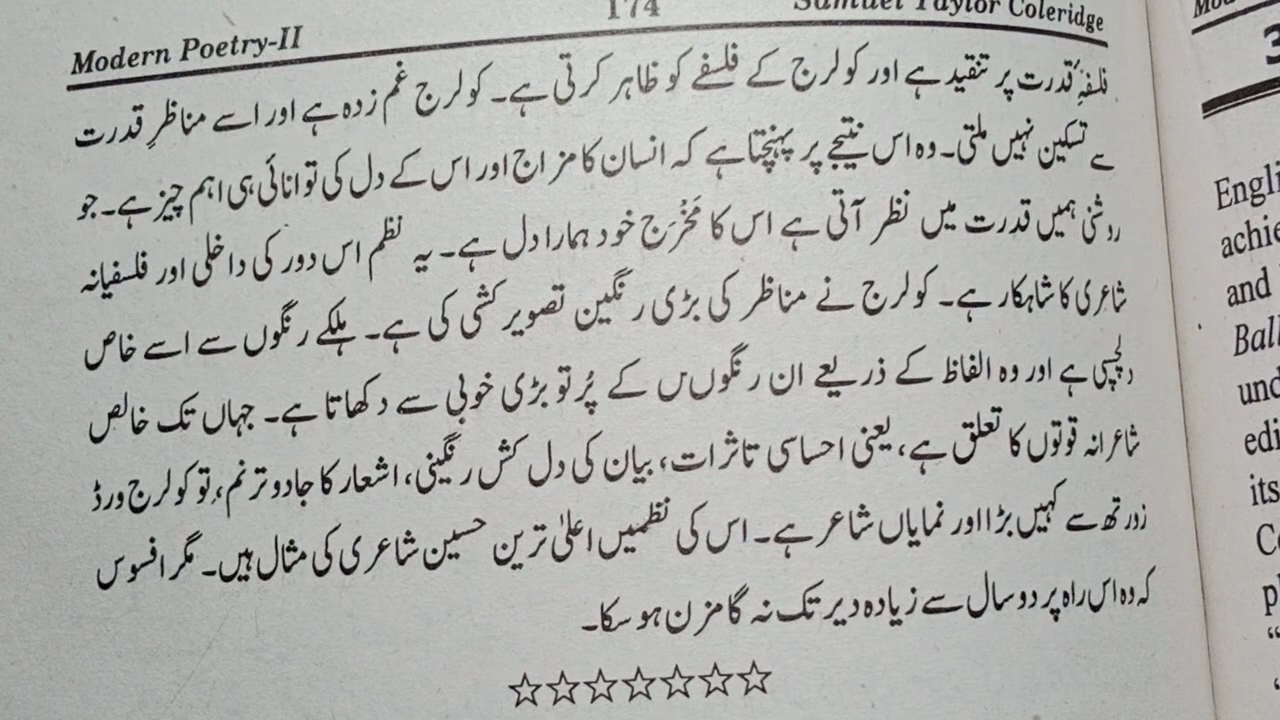 Modern Poetry-II 174 Samuel Taylor Coleridge
فلسفۂ قدرت پر تنقید ہے اور کولرج کے فلسفے کو ظاہر کرتی ہے۔ کولرج غم زدہ ہے اور اسے مناظرِ قدرت
سے تسکین نہیں ملتی۔ وہ اس نتیجے پر پہنچتا ہے کہ انسان کا مزاج اور اس کے دل کی توانائی ہی اہم چیز ہے۔ جو
روشنی ہمیں قدرت میں نظر آتی ہے اس کا مَخْرَج خود ہمارا دل ہے۔ یہ نظم اس دور کی داخلی اور فلسفیانہ
شاعری کا شاہکار ہے۔ کولرج نے مناظر کی بڑی رنگین تصویر کشی کی ہے۔ ہلکے رنگوں سے اسے خاص
دلچسپی ہے اور وہ الفاظ کے ذریعے ان رنگوں کے پُرتو بڑی خوبی سے دکھاتا ہے۔ جہاں تک خالص
شاعرانہ قوتوں کا تعلق ہے، یعنی احساسی تاثرات، بیان کی دل کش رنگینی، اشعار کا جادو ترنم، تو کولرج ورڈ
زورتھ سے کہیں بڑا اور نمایاں شاعر ہے۔ اس کی نظمیں اعلیٰ ترین حسین شاعری کی مثال ہیں۔ مگر افسوس
کہ وہ اس راہ پر دو سال سے زیادہ دیر تک نہ گامزن ہو سکا۔
☆☆☆☆☆☆☆
3
Engli
achie
and
Ball
und
edi
its